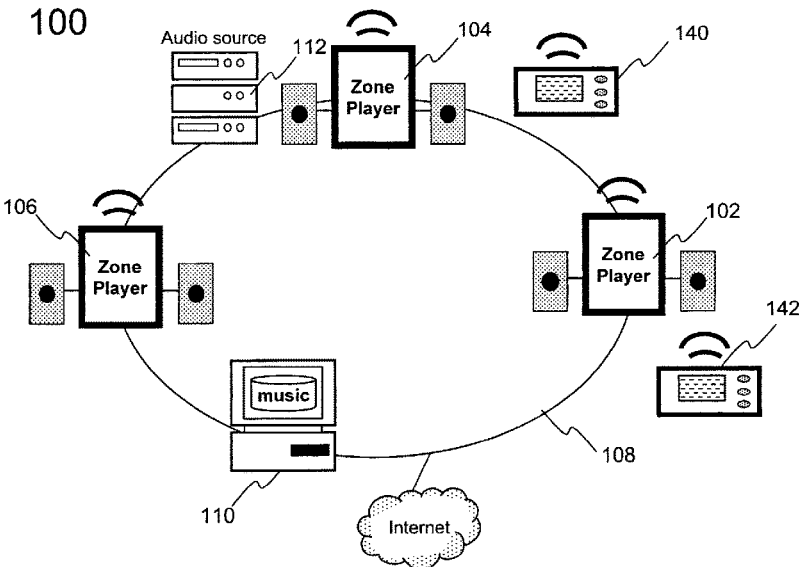 100
Audio source
112
104
140
Zone
Player
106
102
Zone
Player
Zone
Player
142
music
108
110
Internet